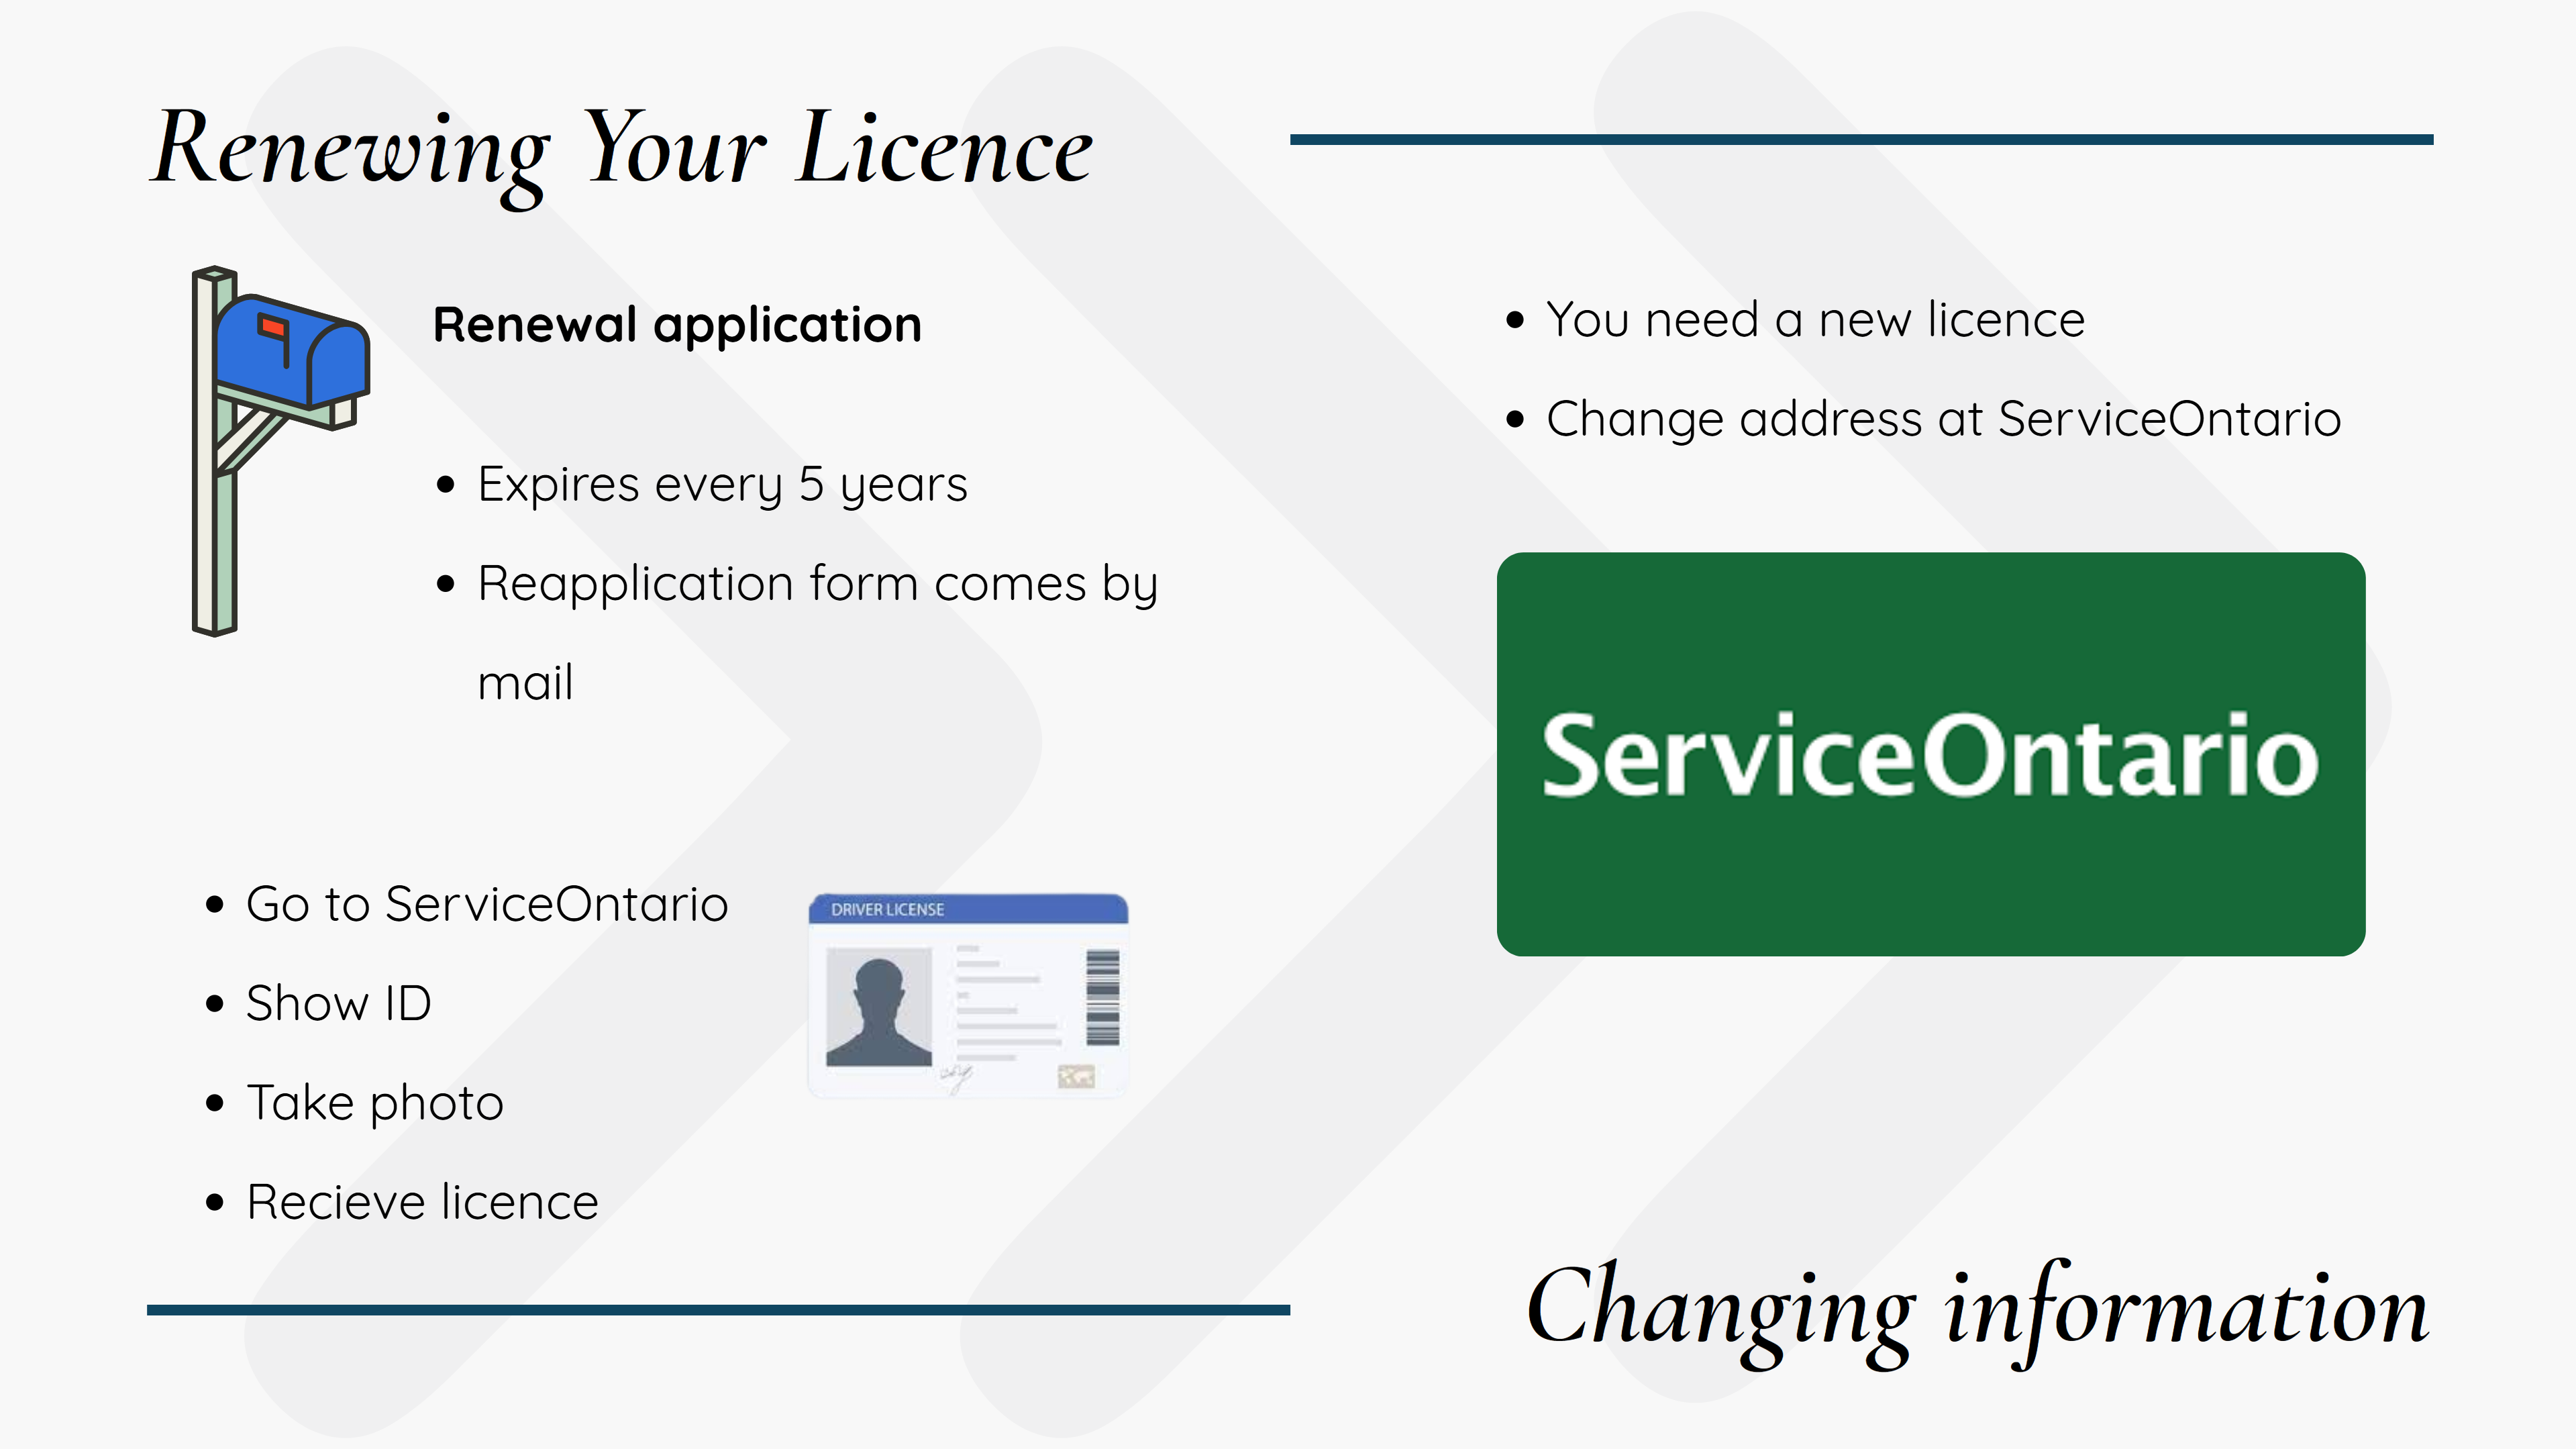 Renewing Your Licence
Renewal application
• Expires every 5 years
• Reapplication form comes by
mail
• Go to ServiceOntario
• Show ID
• Take photo
• Recieve licence
DRIVER LICENSE
• You need a new licence
• Change address at ServiceOntario
ServiceOntario
Changing information